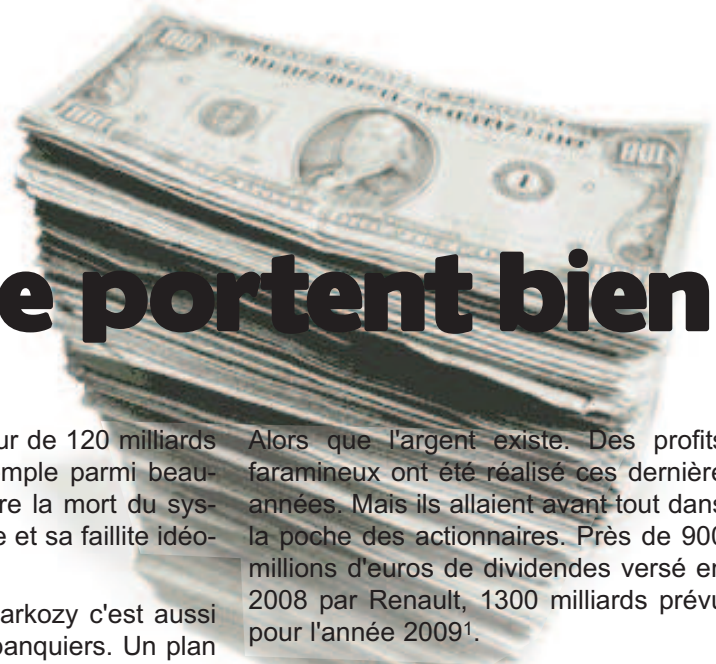 100
100
e portent bien
ur de 120 milliards
mple parmi beau-
re la mort du sys-
e et sa faillite idéo-
arkozy c'est aussi
banquiers. Un plan
Alors que l'argent existe. Des profits
faramineux ont été réalisé ces dernière
années. Mais ils allaient avant tout dans
la poche des actionnaires. Près de 900
millions d'euros de dividendes versé en
2008 par Renault, 1300 milliards prévu
pour l'année 2009¹.